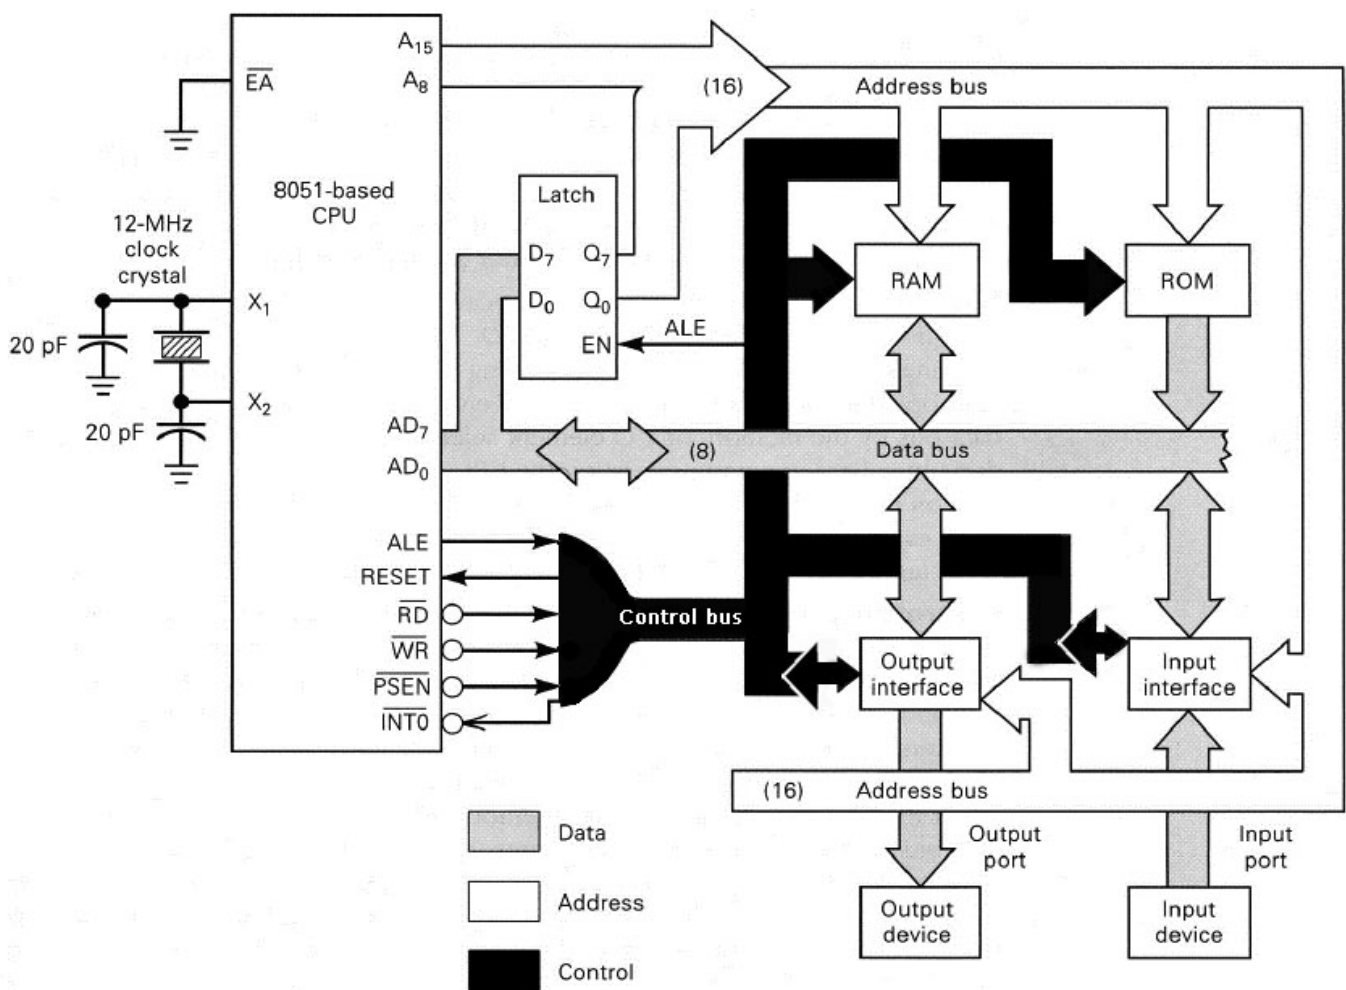 A15
(16)
Address bus
EA
A8
8051-based
CPU
Latch
12-MHz
clock
crystal
D7
Q7
RAM
ROM
X1
D0
Q0
20 pF
EN
ALE
X2
20 pF
AD7
AD0
(8)
Data bus
ALE
RESET
RD
Control bus
WR
PSEN
INT0
Output
interface
Input
interface
(16)
Address bus
Data
Output
port
Input
port
Address
Output
device
Input
device
Control